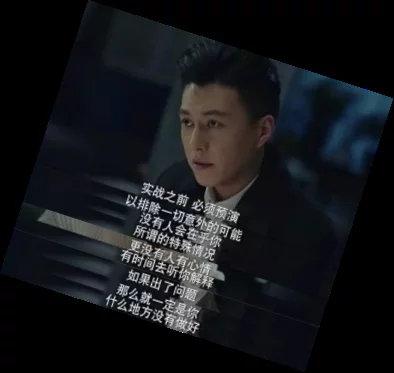 实战之前 必须预演
以排除一切意外的可能
没有人会在乎你
所谓的特殊情况
更没有人有心情
有时间去听你解释
如果出了问题
那么就一定是你
什么地方没有做好